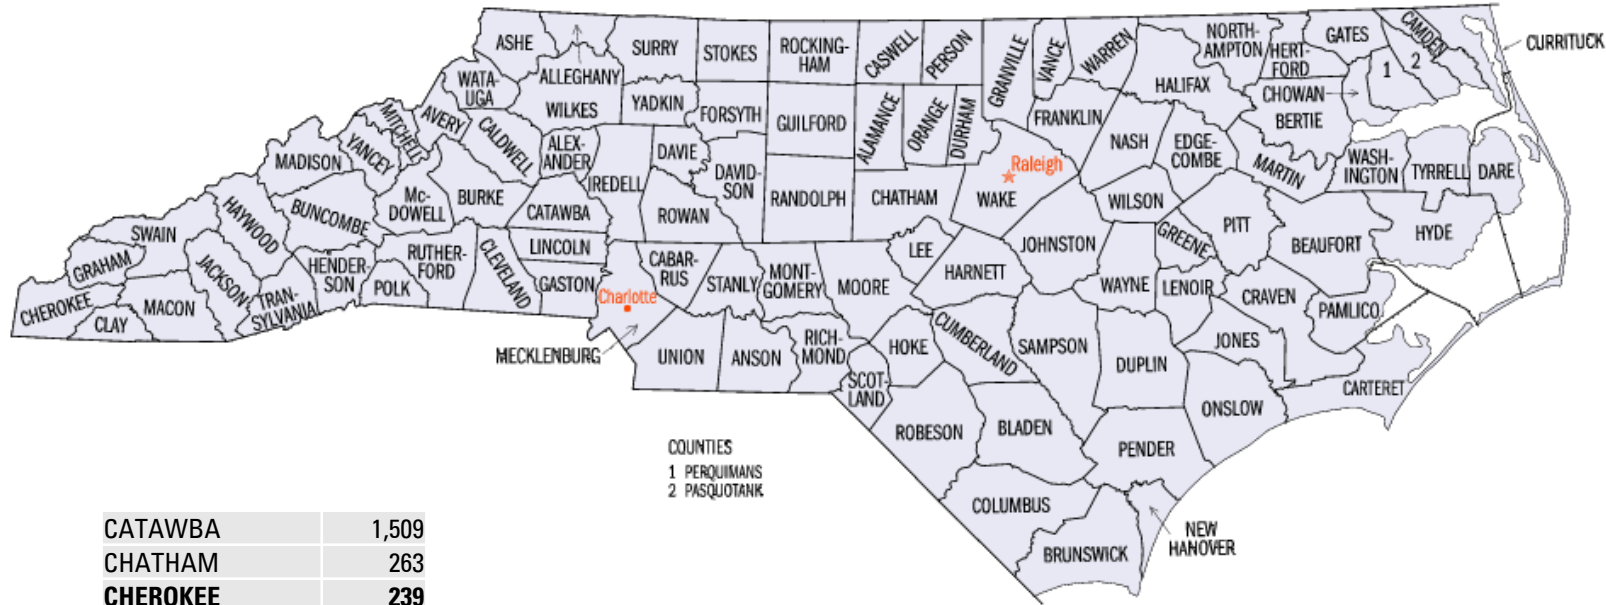 ASHE
ALLEGHANY
SURRY
STOKES
ROCKING-
HAM
CASWELL
PERSON
GRANVILLE
VANCE
WARREN
NORTH-
AMPTON
HERT-
FORD
GATES
CAMDEN
CURRITUCK
1
2
WATA-
UGA
WILKES
YADKIN
FORSYTH
GUILFORD
ALAMANCE
ORANGE
DURHAM
FRANKLIN
HALIFAX
CHOWAN
BERTIE
MITCHELL
AVERY
CALDWELL
ALEX-
ANDER
IREDELL
DAVIE
DAVID-
SON
RANDOLPH
CHATHAM
Raleigh
WAKE
NASH
EDGE-
COMBE
MARTIN
WASH-
INGTON
TYRRELL
DARE
MADISON
YANCEY
Mc-
DOWELL
BURKE
CATAWBA
ROWAN
WILSON
PITT
BEAUFORT
HYDE
SWAIN
HAYWOOD
BUNCOMBE
RUTHER-
FORD
CLEVELAND
LINCOLN
GASTON
CABAR-
RUS
STANLY
MONT-
GOMERY
MOORE
LEE
HARNETT
JOHNSTON
GREENE
WAYNE
LENOIR
CRAVEN
PAMLICO
GRAHAM
CHEROKEE
CLAY
MACON
JACKSON
TRAN-
SYLVANIA
HENDER-
SON
POLK
Charlotte
MECKLENBURG
UNION
ANSON
RICH-
MOND
SCOT-
LAND
HOKE
CUMBERLAND
SAMPSON
DUPLIN
JONES
CARTERET
ONSLOW
ROBESON
BLADEN
PENDER
COLUMBUS
BRUNSWICK
NEW
HANOVER
COUNTIES
1 PERQUIMANS
2 PASQUOTANK
CATAWBA 1,509
CHATHAM 263
CHEROKEE 239